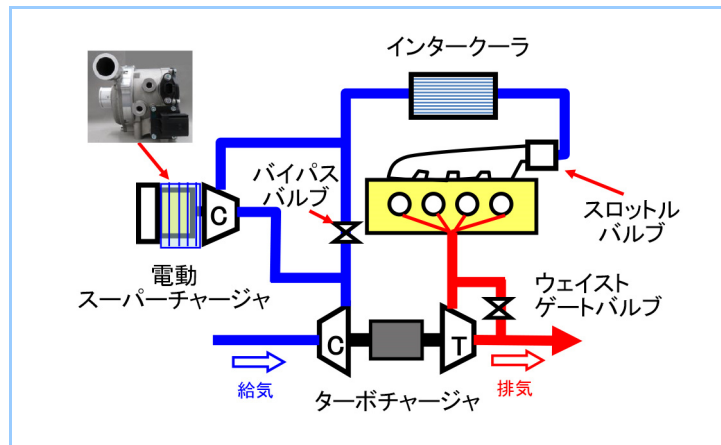 インタークーラ
バイパス
バルブ
スロットル
バルブ
C
電動
スーパーチャージャ
ウェイスト
ゲートバルブ
C
T
給気
ターボチャージャ
排気